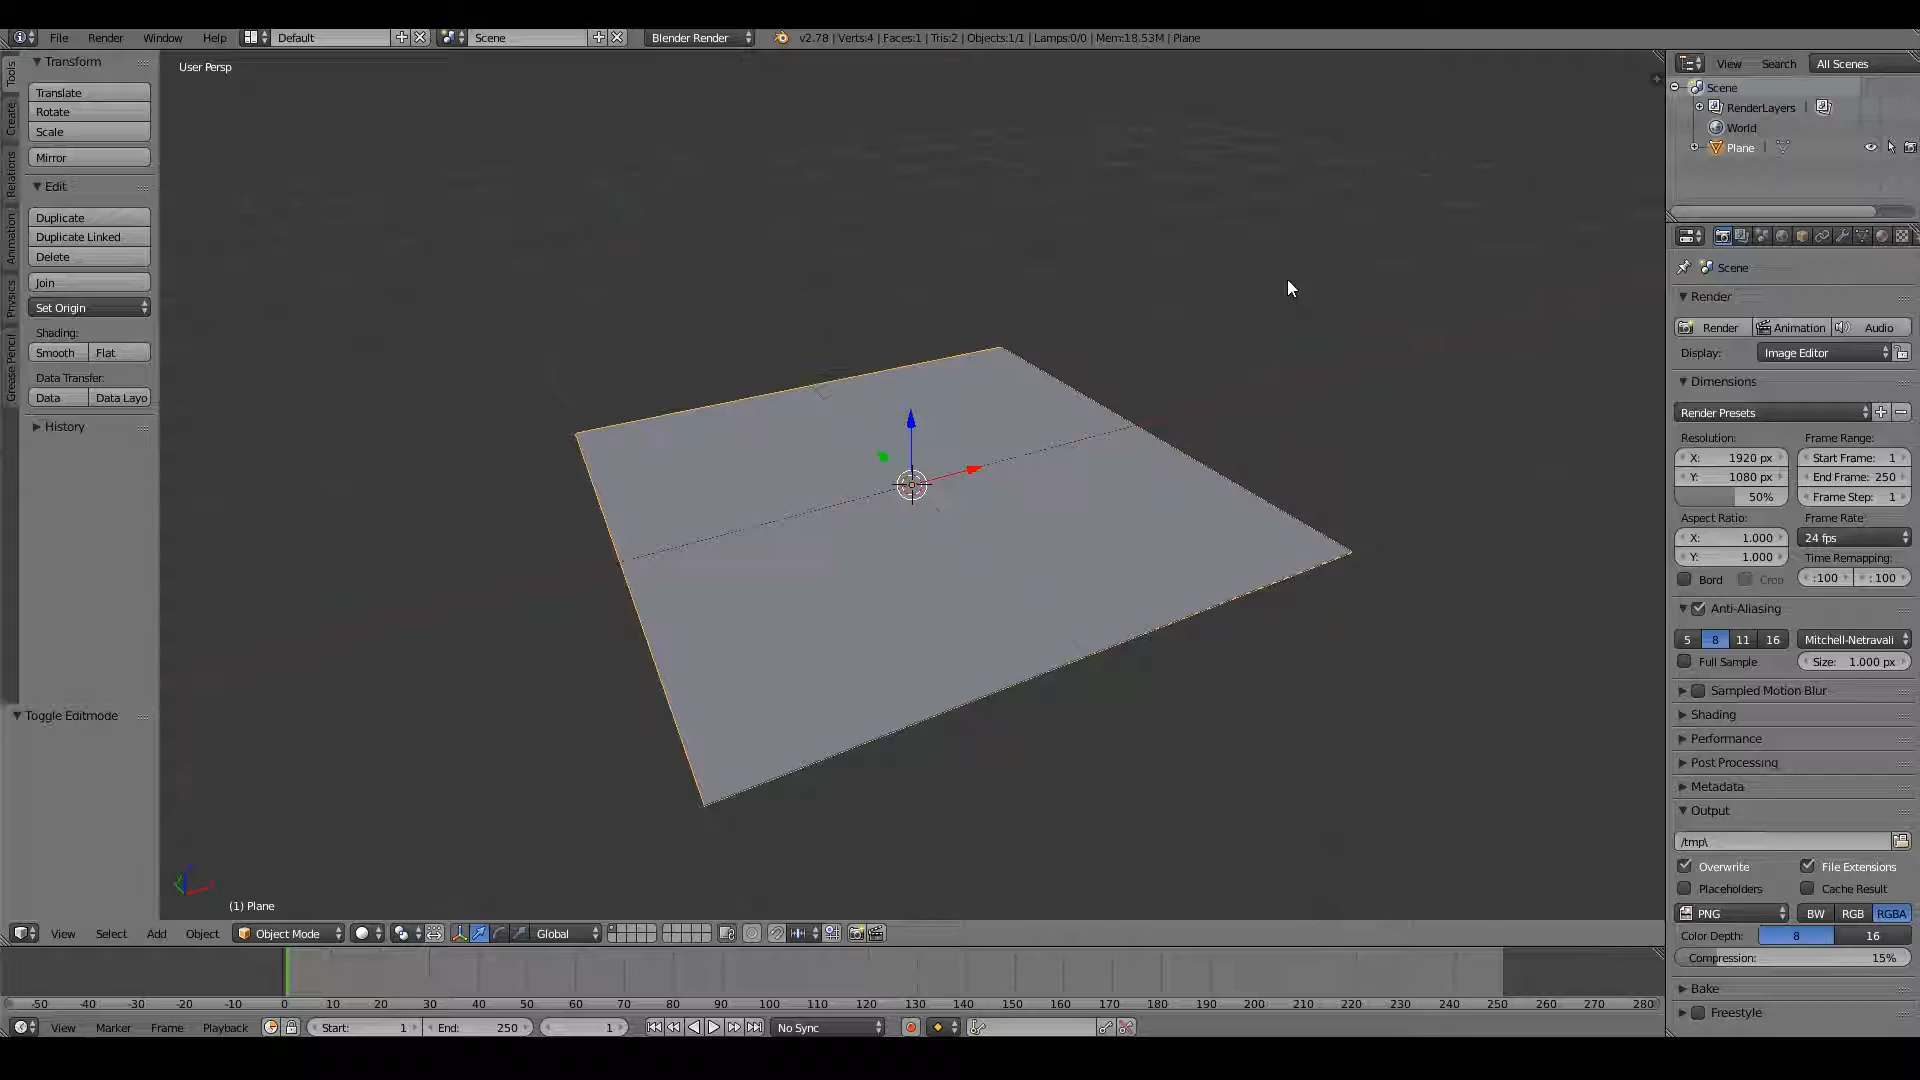 File Render Window Help Default Scene Blender Render v2.78 | Verts:4 | Faces:1 | Tris:2 | Objects:1/1 | Lamps:0/0 | Mem:18.53M | Plane
Tools
Create
Relations
Animation
Physics
Grease Pencil
Transform
Translate
Rotate
Scale
Mirror
Edit
Duplicate
Duplicate Linked
Delete
Join
Set Origin
Shading:
Smooth Flat
Data Transfer:
Data Data Layo
History
Toggle Editmode
User Persp
(1) Plane
View Search All Scenes
Scene
RenderLayers
World
Plane
Scene
Render
Render Animation Audio
Display: Image Editor
Dimensions
Render Presets
Resolution: Frame Range:
X: 1920 px Start Frame: 1
Y: 1080 px End Frame: 250
50% Frame Step: 1
Aspect Ratio: Frame Rate:
X: 1.000 24 fps
Y: 1.000 Time Remapping:
Bord Crop :100 : 100
Anti-Aliasing
5 8 11 16 Mitchell-Netravali
Full Sample Size: 1.000 px
Sampled Motion Blur
Shading
Performance
Post Processing
Metadata
Output
/tmp\
Overwrite File Extensions
Placeholders Cache Result
PNG BW RGB RGBA
Color Depth: 8 16
Compression: 15%
Bake
Freestyle
View Select Add Object Object Mode Global
-50 -40 -30 -20 -10 0 10 20 30 40 50 60 70 80 90 100 110 120 130 140 150 160 170 180 190 200 210 220 230 240 250 260 270 280
View Marker Frame Playback Start: 1 End: 250 1 No Sync